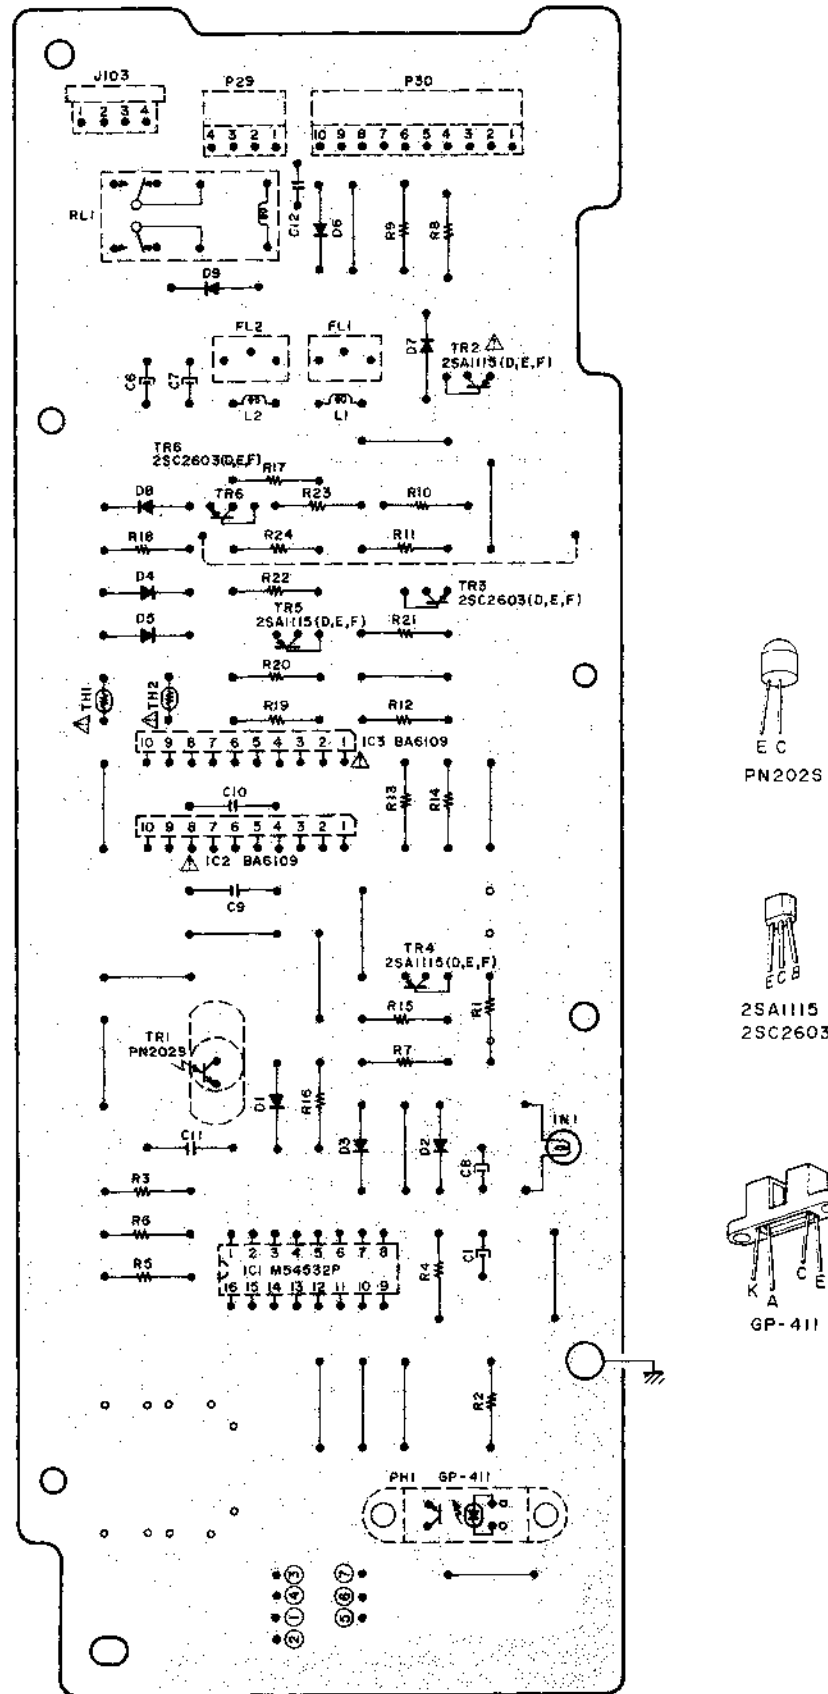 J103
P29
P30
1 2 3 4
4 3 2 1
10 9 8 7 6 5 4 3 2 1
RL1
C12
D6
R9
R8
D9
FL2
FL1
D7
TR2
2SA1115(D,E,F)
C6
C7
L2
L1
TR6
2SC2603(D,E,F)
R17
D8
TR6
R23
R10
R18
R24
R11
D4
R22
TR3
2SC2603(D,E,F)
D5
TR5
2SA1115(D,E,F)
R21
R20
TH1
TH2
R19
R12
10 9 8 7 6 5 4 3 2 1
IC3 BA6109
E C
PN202S
C10
R13
R14
10 9 8 7 6 5 4 3 2 1
IC2 BA6109
C9
TR4
2SA1115(D,E,F)
E C B
2SA1115
2SC2603
R15
R1
TR1
PN202S
R7
D1
R16
C11
D3
D2
C8
IN1
R3
R6
R5
1 2 3 4 5 6 7 8
IC1 M54532P
16 15 14 13 12 11 10 9
R4
C1
K A C E
GP-411
R2
PH1 GP-411
3
4
1
2
7
6
5